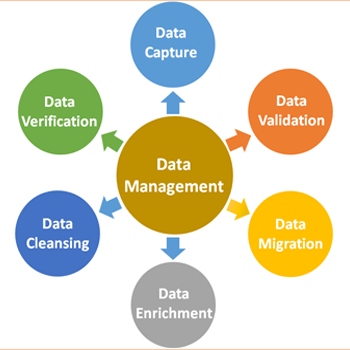 Data
Capture
Data
Verification
Data
Validation
Data
Management
Data
Cleansing
Data
Migration
Data
Enrichment